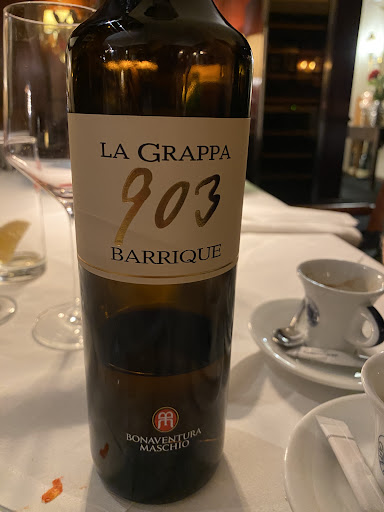 LA GRAPPA
903
BARRIQUE
BONAVENTURA
MASCHIO